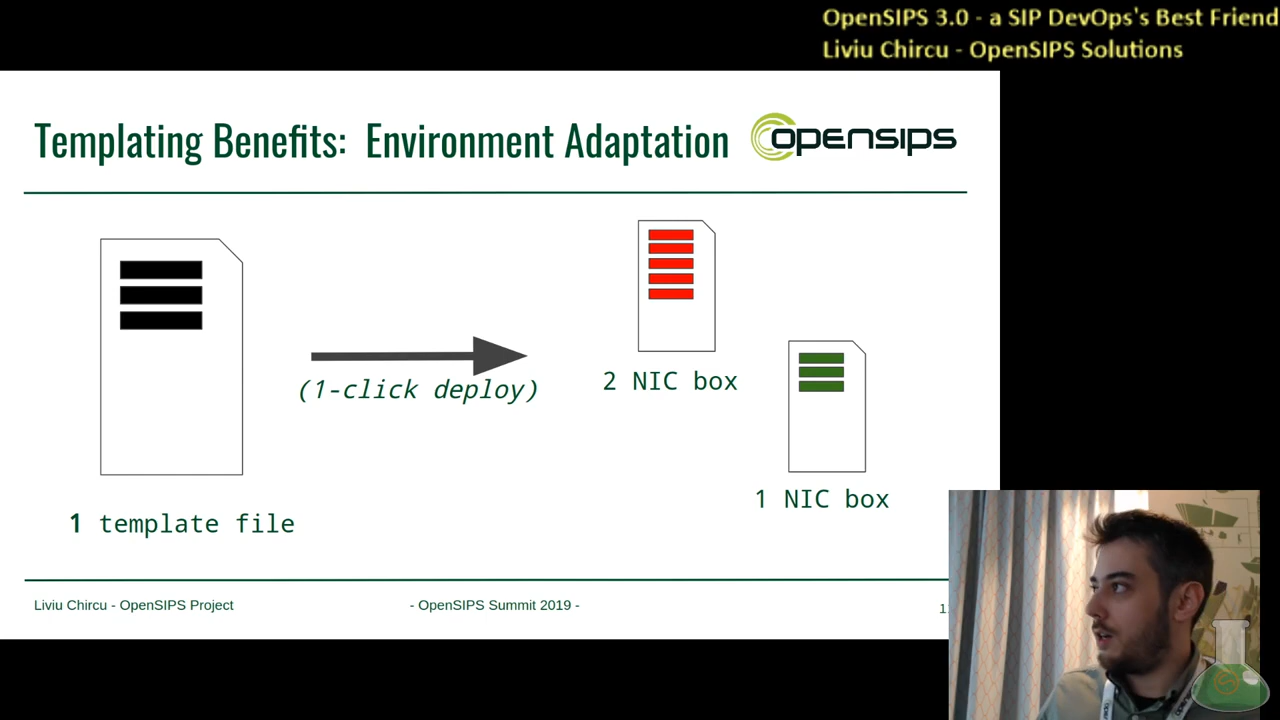 OpenSIPS 3.0 - a SIP DevOps's Best Friend
Liviu Chircu - OpenSIPS Solutions
Templating Benefits: Environment Adaptation
opensips
(1-click deploy)
2 NIC box
1 NIC box
1 template file
Liviu Chircu - OpenSIPS Project
- OpenSIPS Summit 2019 -